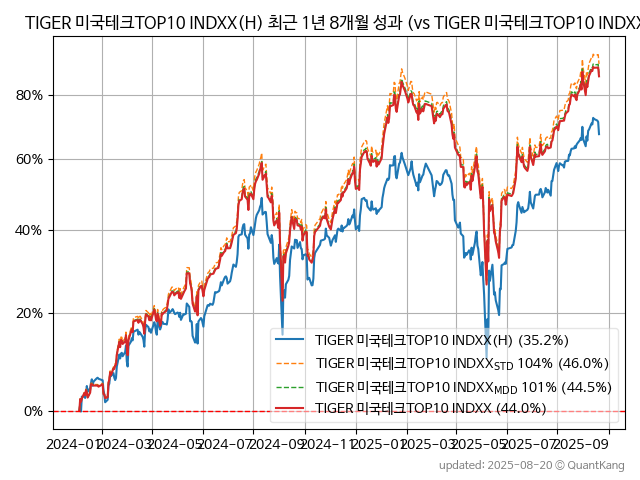 TIGER 미국테크TOP10 INDXX(H) 최근 1년 8개월 성과 (vs TIGER 미국테크TOP10 INDXX
80%
60%
40%
20%
0%
TIGER 미국테크TOP10 INDXX(H) (35.2%)
TIGER 미국테크TOP10 INDXX_STD 104% (46.0%)
TIGER 미국테크TOP10 INDXX_MDD 101% (44.5%)
TIGER 미국테크TOP10 INDXX (44.0%)
2024-01 2024-03 2024-05 2024-07 2024-09 2024-11 2025-01 2025-03 2025-05 2025-07 2025-09
updated: 2025-08-20 © QuantKang